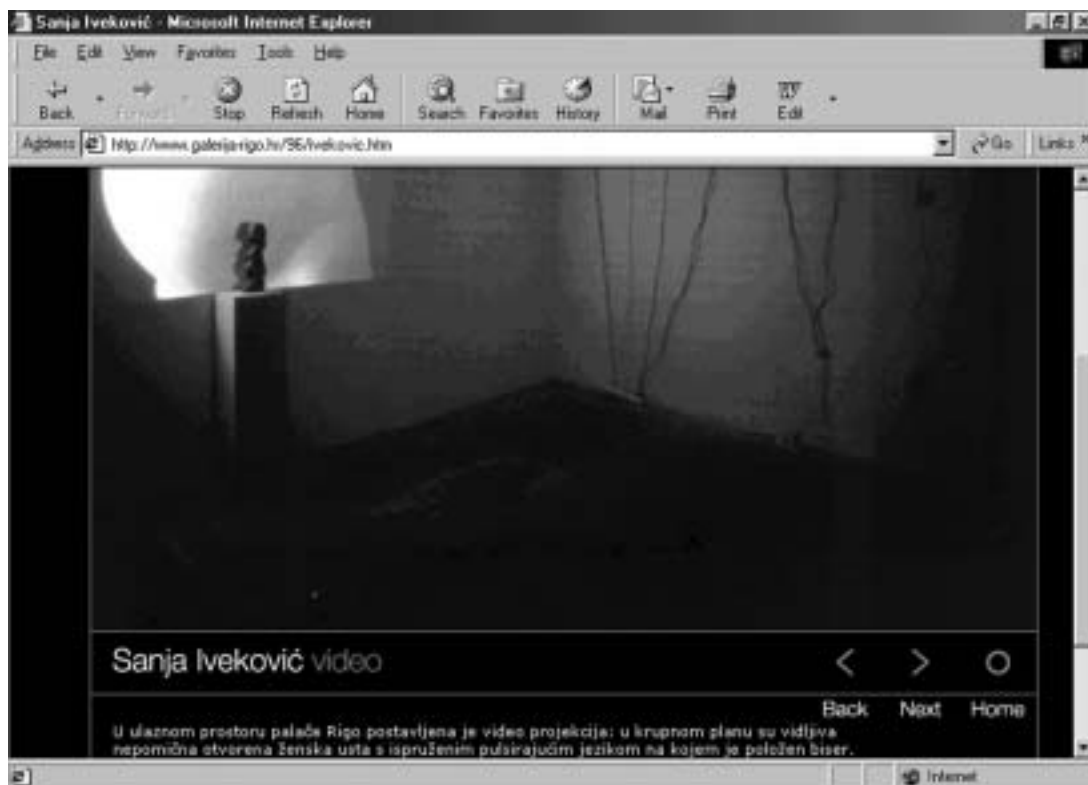 Sanja Iveković - Microsoft Internet Explorer
File Edit View Favorites Tools Help
Back Forward Stop Refresh Home Search Favorites History Mail Print Edit
Address http://www.galerija-rigo.hr/96/ivekovic.htm Go Links
Sanja Iveković video
Back Next Home
U ulaznom prostoru palače Rigo postavljena je video projekcija: u krupnom planu su vidljiva
nepomična otvorena ženska usta s ispruženim pulsirajućim jezikom na kojem je položen biser.
Internet